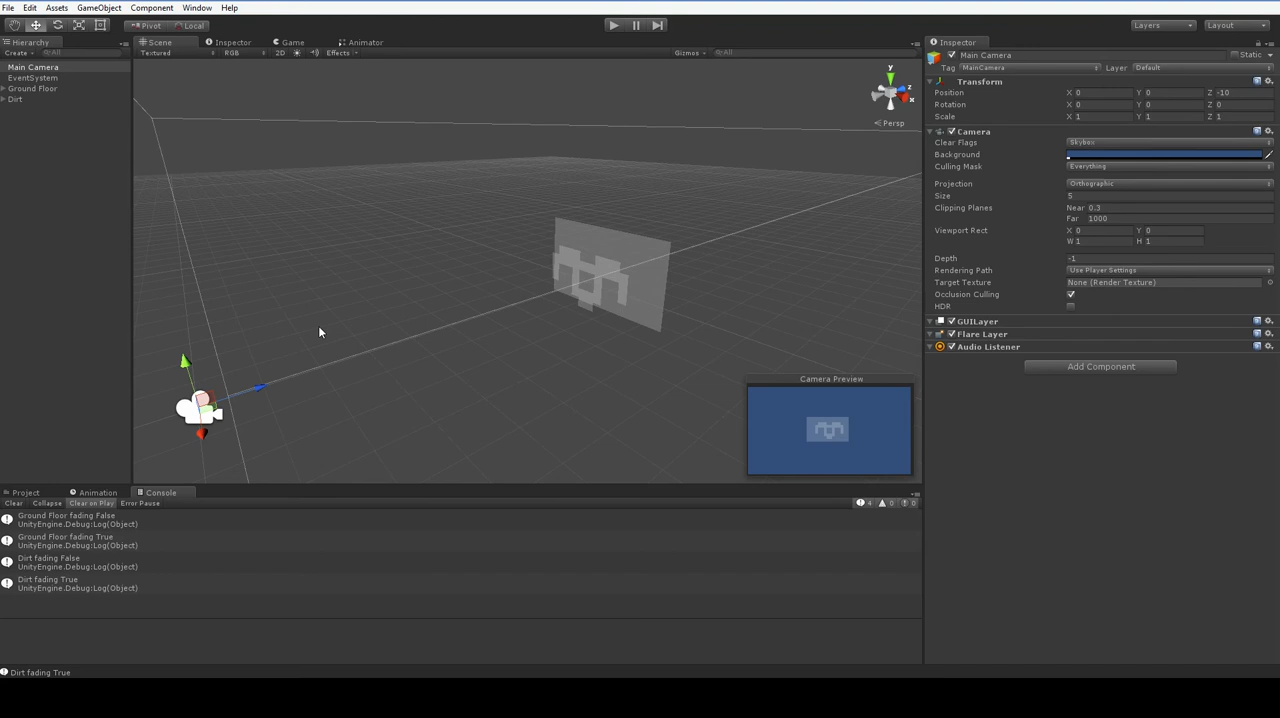 File Edit Assets GameObject Component Window Help
Pivot Local Layers Layout
Hierarchy
Create All
Main Camera
EventSystem
Ground Floor
Dirt
Scene Inspector Game Animator
Textured RGB 2D Effects Gizmos All
y
z
x
Persp
Camera Preview
Inspector
Main Camera Static
Tag MainCamera Layer Default
Transform
Position X 0 Y 0 Z -10
Rotation X 0 Y 0 Z 0
Scale X 1 Y 1 Z 1
Camera
Clear Flags Skybox
Background
Culling Mask Everything
Projection Orthographic
Size 5
Clipping Planes Near 0.3
Far 1000
Viewport Rect X 0 Y 0
W 1 H 1
Depth -1
Rendering Path Use Player Settings
Target Texture None (Render Texture)
Occlusion Culling
HDR
GUILayer
Flare Layer
Audio Listener
Add Component
Project Animation Console
Clear Collapse Clear on Play Error Pause 4 0 0
Ground Floor fading False
UnityEngine.Debug:Log(Object)
Ground Floor fading True
UnityEngine.Debug:Log(Object)
Dirt fading False
UnityEngine.Debug:Log(Object)
Dirt fading True
UnityEngine.Debug:Log(Object)
Dirt fading True